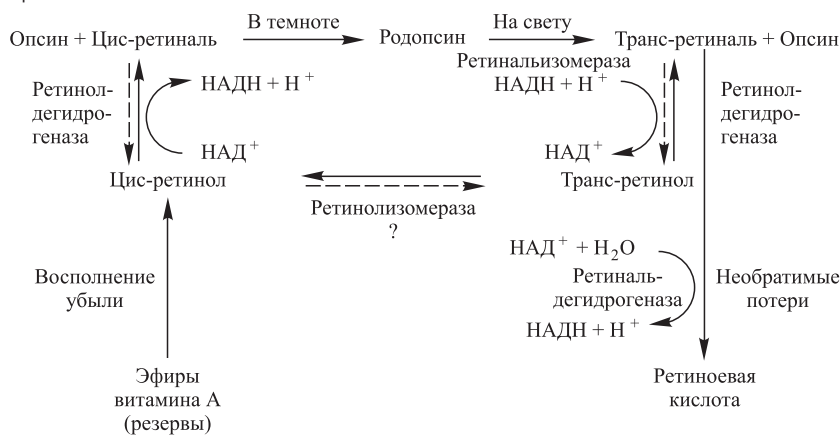 В темноте
На свету
Опсин + Цис-ретиналь
Родопсин
Транс-ретиналь + Опсин
Ретинальизомераза
Ретинол-
дегидро-
геназа
НАДН + Н⁺
НАД⁺
НАДН + Н⁺
НАД⁺
Ретинол-
дегидро-
геназа
Цис-ретинол
Транс-ретинол
Ретинолизомераза
?
Восполнение
убыли
НАД⁺ + Н₂О
Ретиналь-
дегидрогеназа
НАДН + Н⁺
Необратимые
потери
Эфиры
витамина А
(резервы)
Ретиноевая
кислота